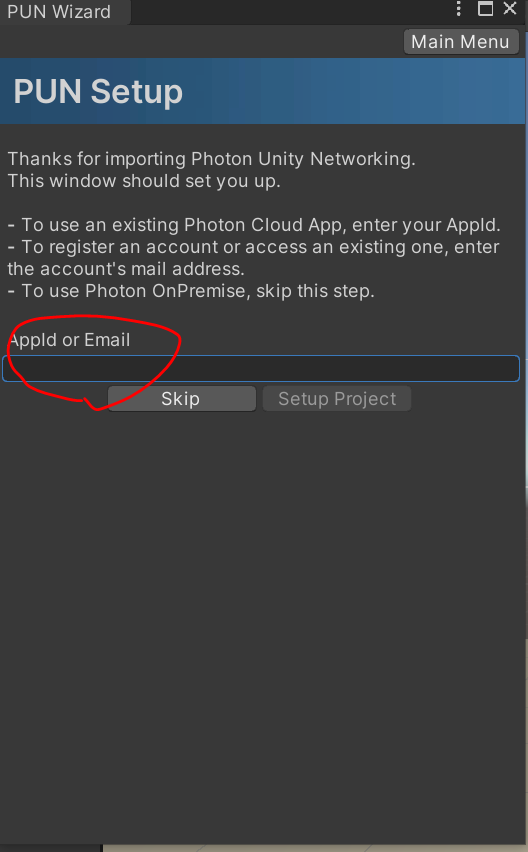 PUN Wizard
Main Menu
PUN Setup
Thanks for importing Photon Unity Networking.
This window should set you up.
- To use an existing Photon Cloud App, enter your AppId.
- To register an account or access an existing one, enter
the account's mail address.
- To use Photon OnPremise, skip this step.
AppId or Email
Skip
Setup Project